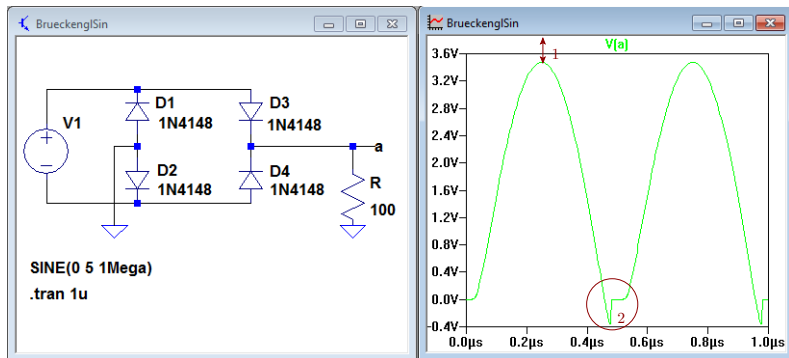 BrueckenglSin
D1
1N4148
D3
1N4148
V1
a
D2
1N4148
D4
1N4148
R
100
SINE(0 5 1Mega)
.tran 1u
BrueckenglSin
V(a)
1
3.6V
3.2V
2.8V
2.4V
2.0V
1.6V
1.2V
0.8V
0.4V
0.0V
-0.4V
2
0.0µs
0.2µs
0.4µs
0.6µs
0.8µs
1.0µs